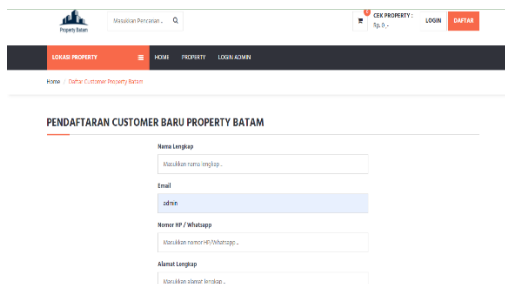 Property Batam
Masukkan Pencarian...
0
CEK PROPERTY :
Rp. 0 ,-
LOGIN
DAFTAR
LOKASI PROPERTY
HOME
PROPERTY
LOGIN ADMIN
Home / Daftar Customer Property Batam
PENDAFTARAN CUSTOMER BARU PROPERTY BATAM
Nama Lengkap
Masukkan nama lengkap..
Email
admin
Nomor HP / Whatsapp
Masukkan nomor HP/Whatsapp ..
Alamat Lengkap
Masukkan alamat lengkap ..